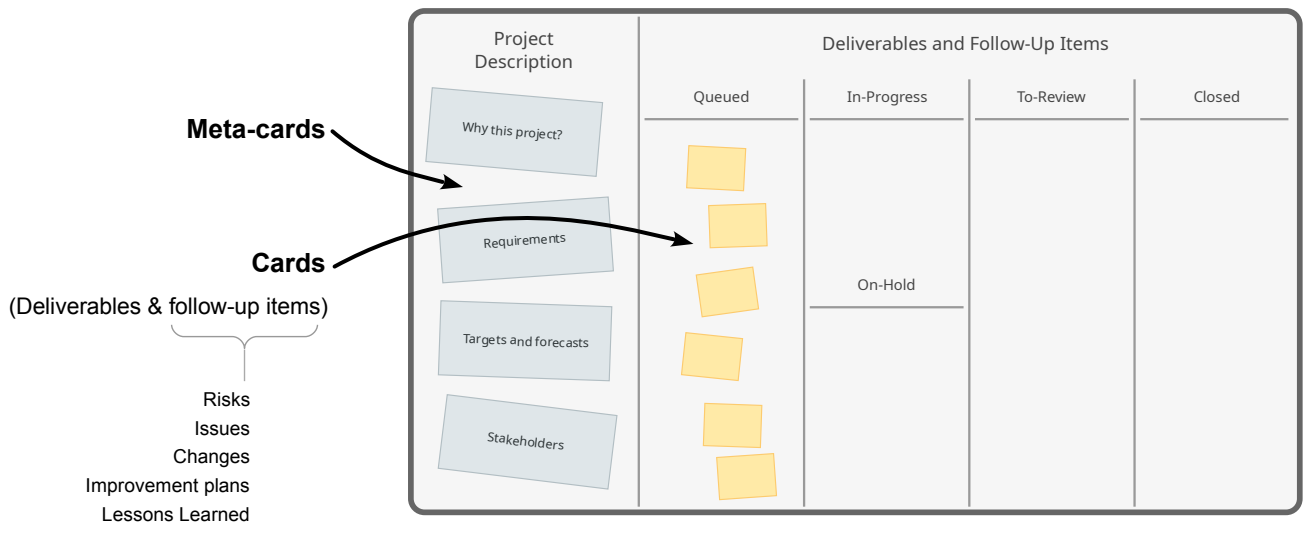 Project
Description
Deliverables and Follow-Up Items
Queued
In-Progress
To-Review
Closed
Why this project?
Meta-cards
Requirements
Cards
(Deliverables & follow-up items)
On-Hold
Targets and forecasts
Risks
Issues
Changes
Improvement plans
Lessons Learned
Stakeholders